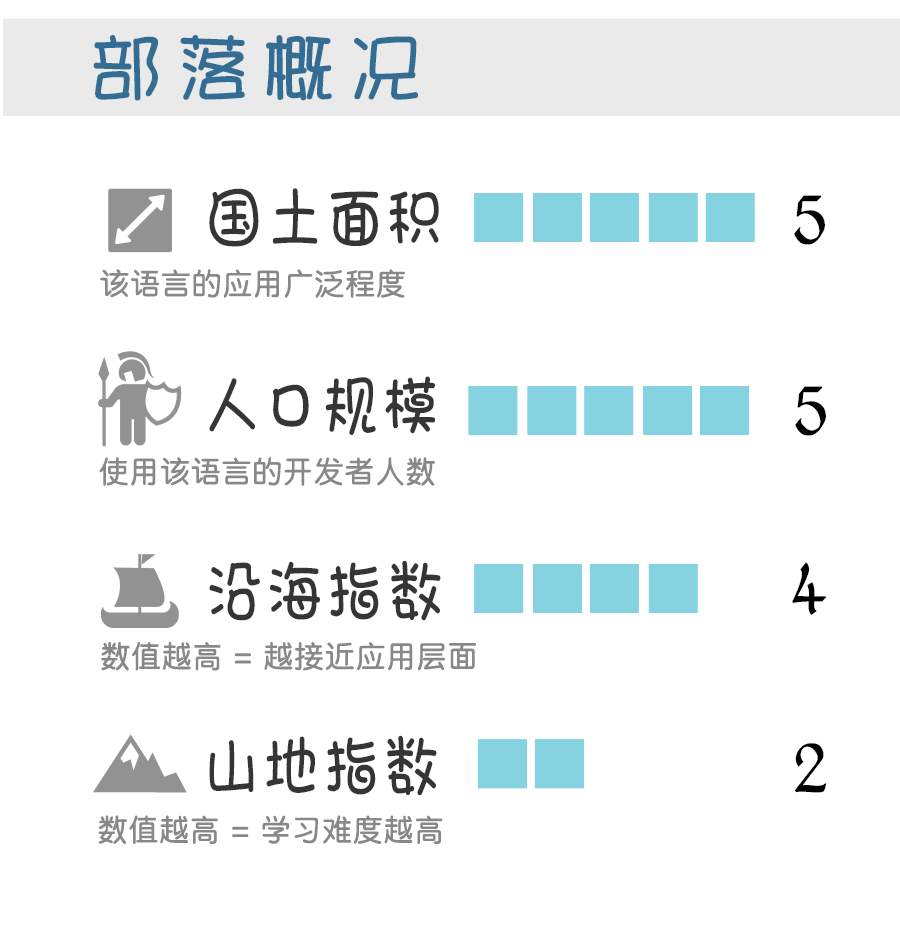 部落概况
国土面积 5
该语言的应用广泛程度
人口规模 5
使用该语言的开发者人数
沿海指数 4
数值越高 = 越接近应用层面
山地指数 2
数值越高 = 学习难度越高